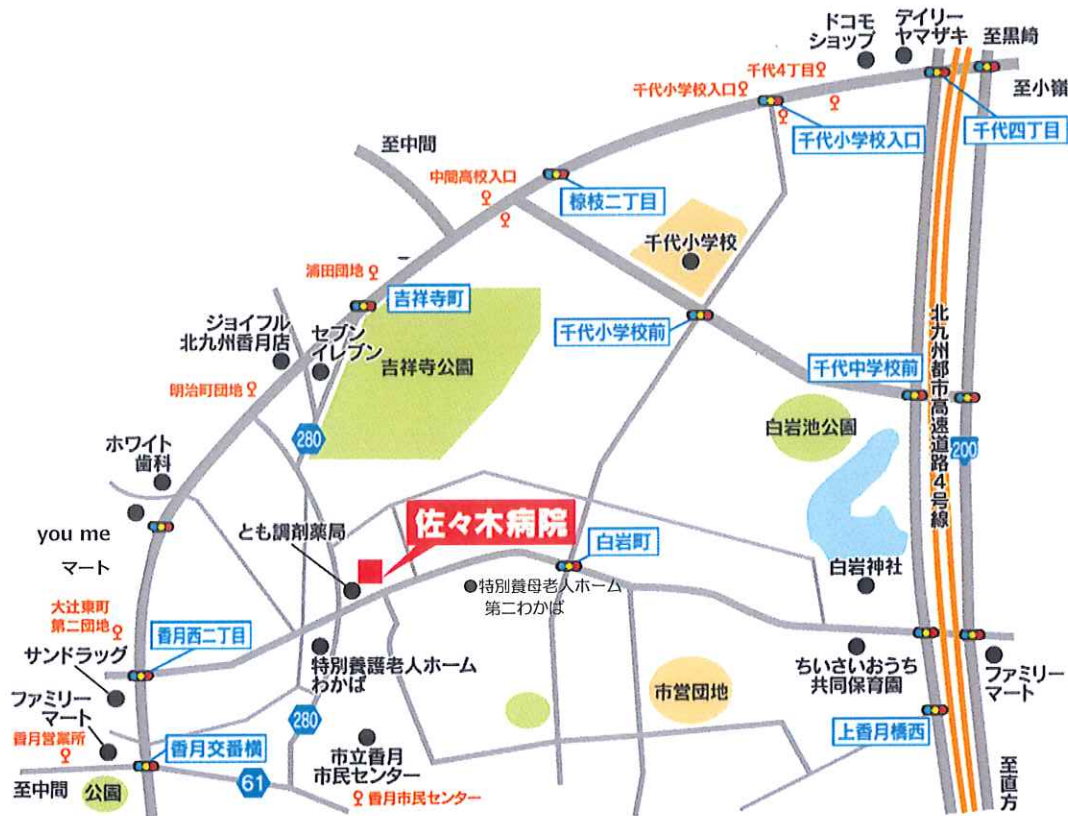 ドコモ
ショップ
デイリー
ヤマザキ
至黒崎
千代4丁目
千代小学校入口
至小嶺
千代小学校入口
千代四丁目
至中間
中間高校入口
椋枝二丁目
千代小学校
浦田団地
吉祥寺町
ジョイフル
北九州香月店
セブン
イレブン
吉祥寺公園
千代小学校前
北九州都市高速道路4号線
千代中学校前
明治町団地
280
白岩池公園
200
ホワイト
歯科
佐々木病院
you me
マート
とも調剤薬局
白岩町
白岩神社
特別養母老人ホーム
第二わかば
大辻東町
第二団地
香月西二丁目
サンドラッグ
特別養護老人ホーム
わかば
ちいさいおうち
共同保育園
ファミリー
マート
市営団地
ファミリー
マート
280
香月営業所
香月交番横
市立香月
市民センター
上香月橋西
至中間
公園
61
香月市民センター
至直方